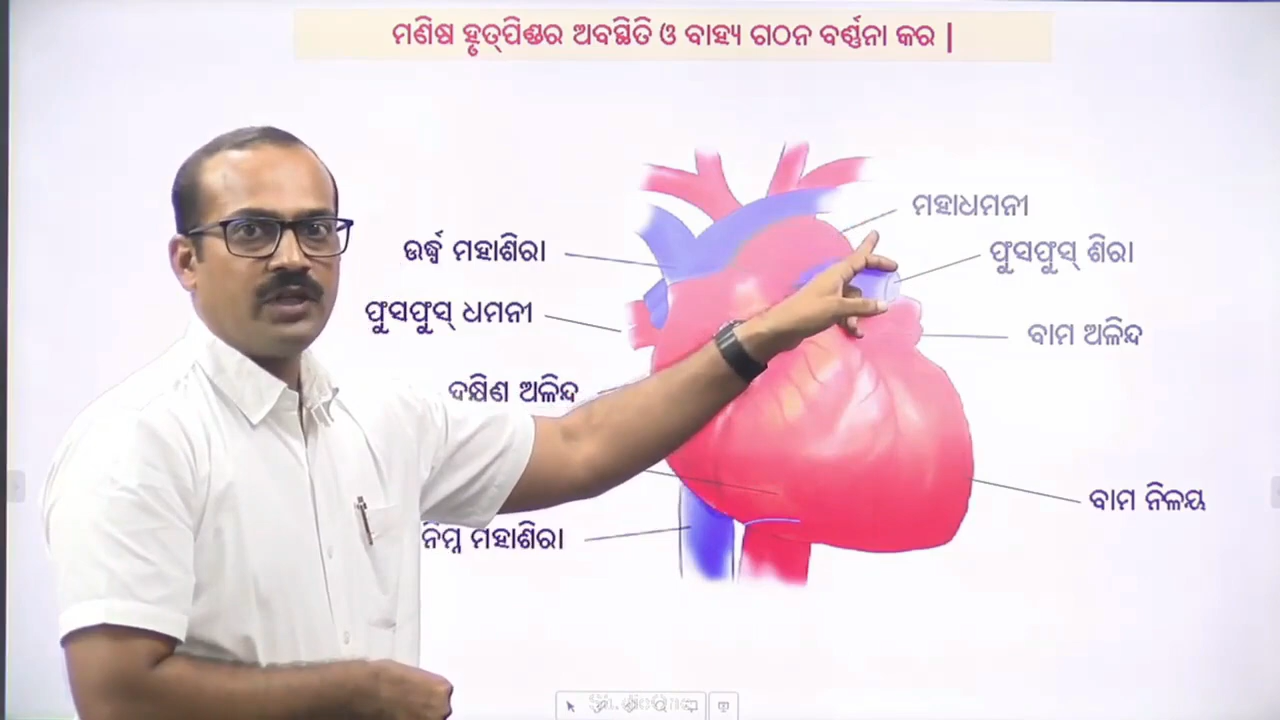 ମଣିଷ ହୃତ୍‌ପିଣ୍ଡର ଅବସ୍ଥିତି ଓ ବାହ୍ୟ ଗଠନ ବର୍ଣ୍ଣନା କର |
ମହାଧମନୀ
ଊର୍ଦ୍ଧ୍ୱ ମହାଶିରା
ଫୁସଫୁସ୍ ଶିରା
ଫୁସଫୁସ୍ ଧମନୀ
ବାମ ଅଳିନ୍ଦ
ଦକ୍ଷିଣ ଅଳିନ୍ଦ
ବାମ ନିଳୟ
ନିମ୍ନ ମହାଶିରା